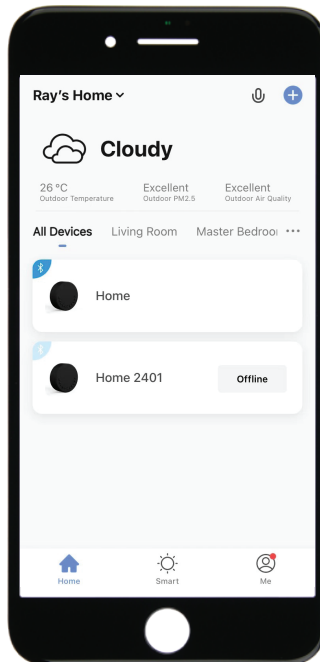 Ray's Home
Cloudy
26 °C Excellent Excellent
Outdoor Temperature Outdoor PM2.5 Outdoor Air Quality
All Devices Living Room Master Bedroo
Home
Home 2401 Offline
Home Smart Me